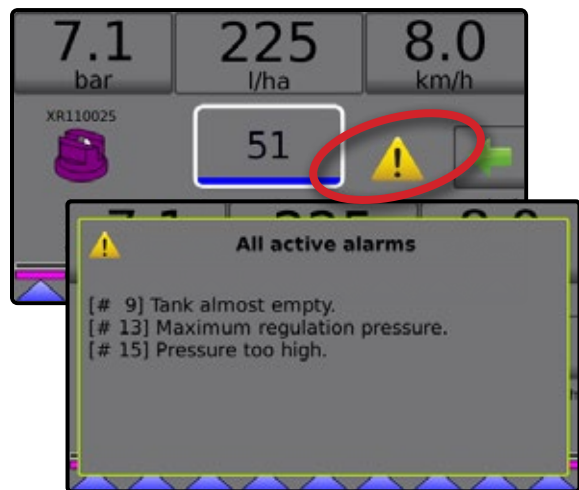 7.1 225 8.0
bar l/ha km/h
XR110025
51
All active alarms
[# 9] Tank almost empty.
[# 13] Maximum regulation pressure.
[# 15] Pressure too high.